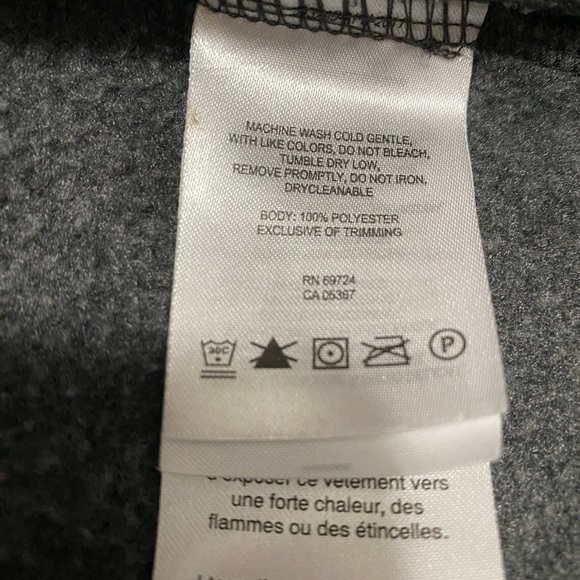 MACHINE WASH COLD GENTLE,
WITH LIKE COLORS, DO NOT BLEACH,
TUMBLE DRY LOW,
REMOVE PROMPTLY, DO NOT IRON,
DRYCLEANABLE
BODY: 100% POLYESTER
EXCLUSIVE OF TRIMMING
RN 69724
CA 05367
30C
P
d'exposer ce vêtement vers
une forte chaleur, des
flammes ou des étincelles.